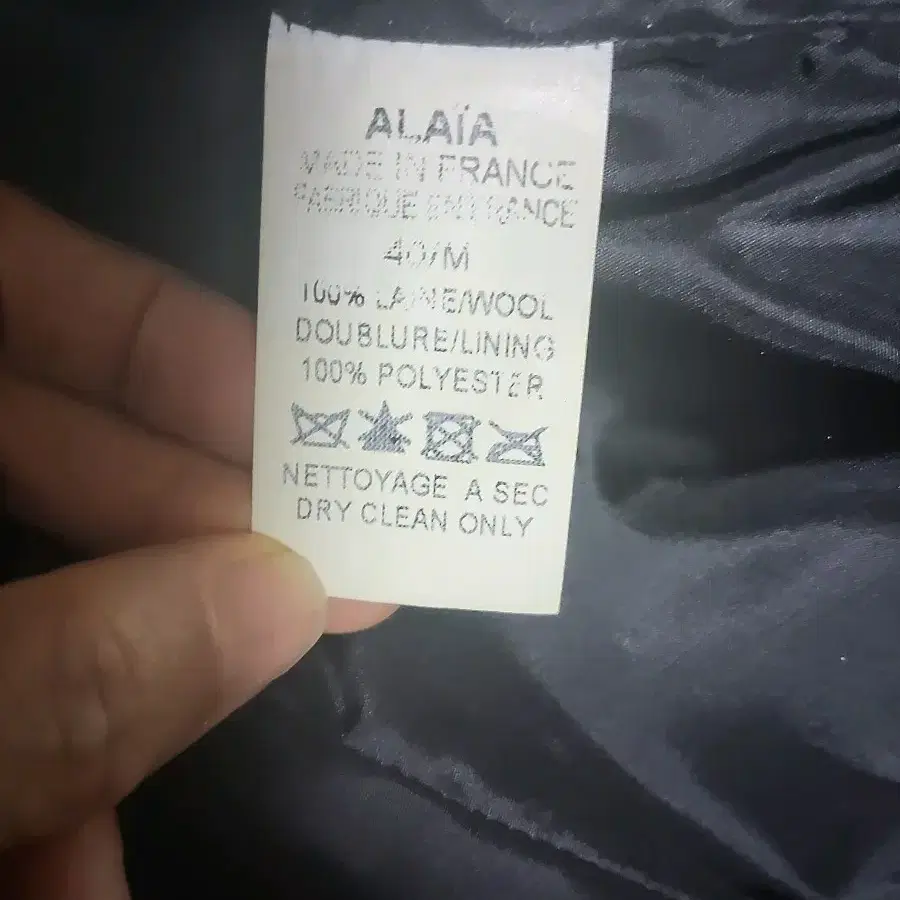 ALAÏA
MADE IN FRANCE
FABRIQUE EN FRANCE
40/M
100% LAINE/WOOL
DOUBLURE/LINING
100% POLYESTER
NETTOYAGE A SEC
DRY CLEAN ONLY